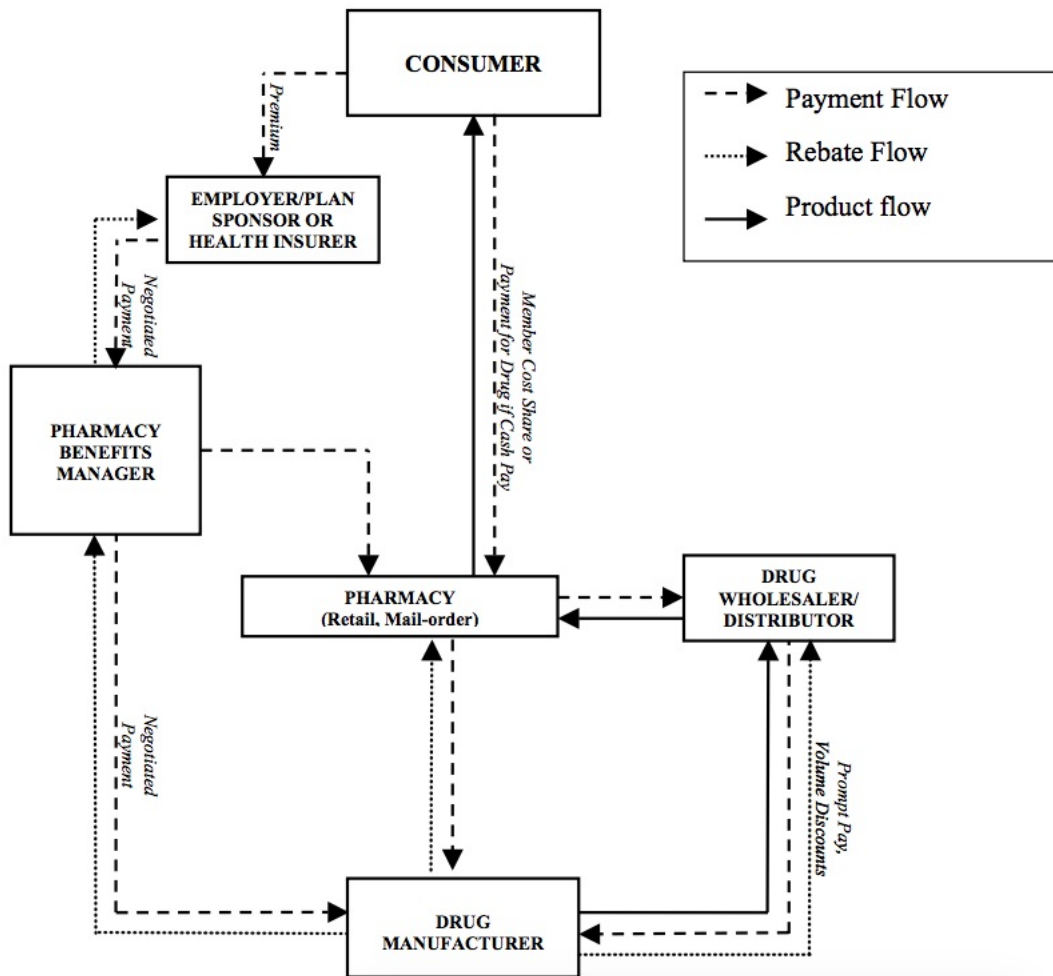 CONSUMER
Payment Flow
Rebate Flow
Product flow
Premium
EMPLOYER/PLAN
SPONSOR OR
HEALTH INSURER
Negotiated
Payment
Member Cost Share or
Payment for Drug if Cash Pay
PHARMACY
BENEFITS
MANAGER
PHARMACY
(Retail, Mail-order)
DRUG
WHOLESALER/
DISTRIBUTOR
Negotiated
Payment
Prompt Pay,
Volume Discounts
DRUG
MANUFACTURER